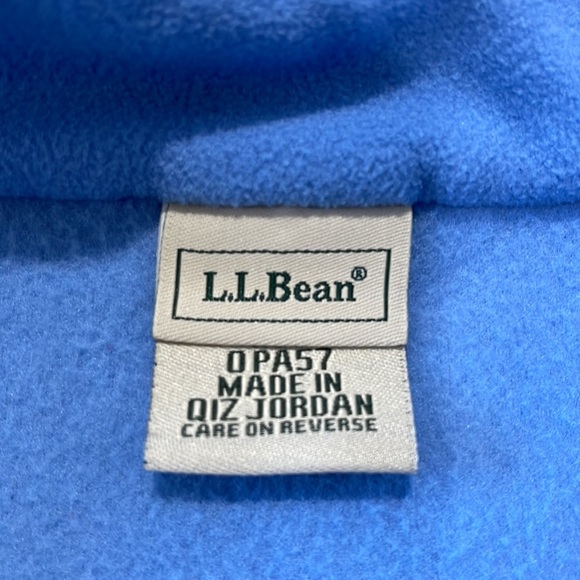 L.L.Bean®
0PA57
MADE IN
QIZ JORDAN
CARE ON REVERSE